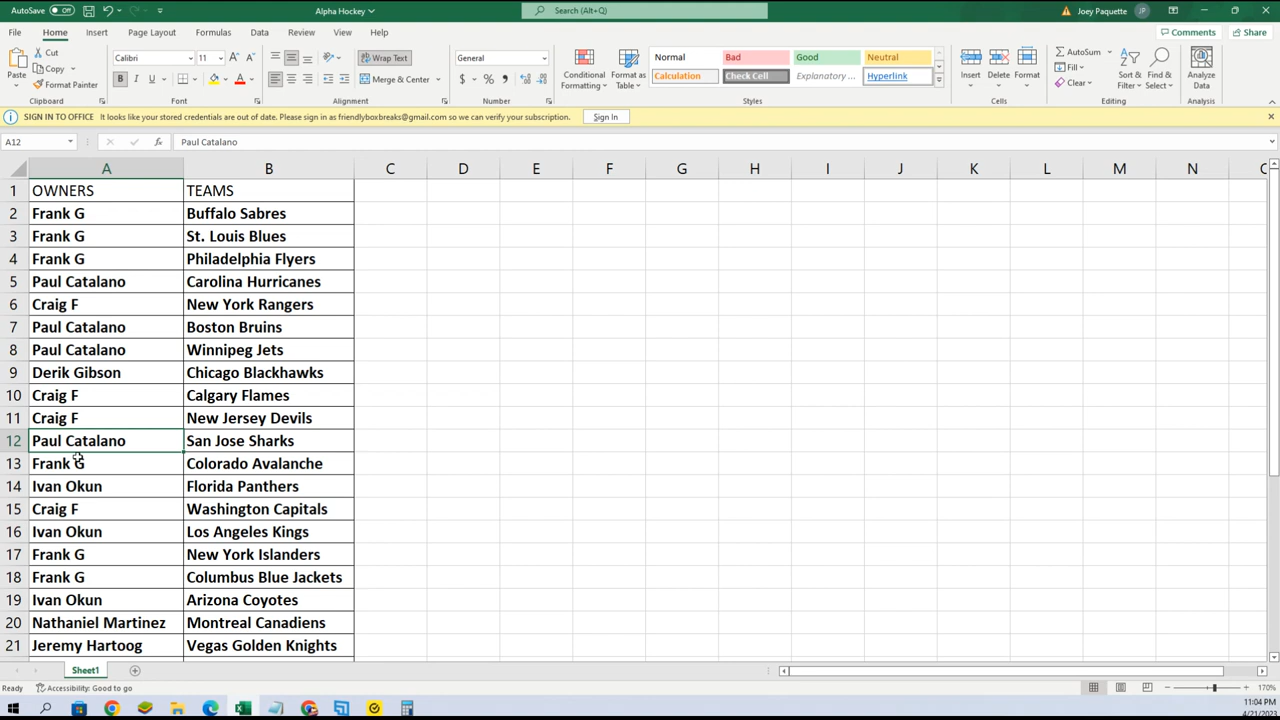 AutoSave Off Alpha Hockey Search (Alt+Q) Joey Paquette JP
File Home Insert Page Layout Formulas Data Review View Help Comments Share
Paste Cut Copy Format Painter Clipboard
Calibri 11 B I U Font
Wrap Text Merge & Center Alignment
General $ % , Number
Conditional Formatting Format as Table
Normal Bad Good Neutral
Calculation Check Cell Explanatory ... Hyperlink
Styles
Insert Delete Format Cells
AutoSum Fill Clear Sort & Filter Find & Select Editing
Analyze Data Analysis
SIGN IN TO OFFICE It looks like your stored credentials are out of date. Please sign in as friendlyboxbreaks@gmail.com so we can verify your subscription. Sign In
A12 fx Paul Catalano
A B C D E F G H I J K L M N
1 OWNERS TEAMS
2 Frank G Buffalo Sabres
3 Frank G St. Louis Blues
4 Frank G Philadelphia Flyers
5 Paul Catalano Carolina Hurricanes
6 Craig F New York Rangers
7 Paul Catalano Boston Bruins
8 Paul Catalano Winnipeg Jets
9 Derik Gibson Chicago Blackhawks
10 Craig F Calgary Flames
11 Craig F New Jersey Devils
12 Paul Catalano San Jose Sharks
13 Frank G Colorado Avalanche
14 Ivan Okun Florida Panthers
15 Craig F Washington Capitals
16 Ivan Okun Los Angeles Kings
17 Frank G New York Islanders
18 Frank G Columbus Blue Jackets
19 Ivan Okun Arizona Coyotes
20 Nathaniel Martinez Montreal Canadiens
21 Jeremy Hartoog Vegas Golden Knights
Sheet1
Ready Accessibility: Good to go 170%
11:04 PM
4/21/2023